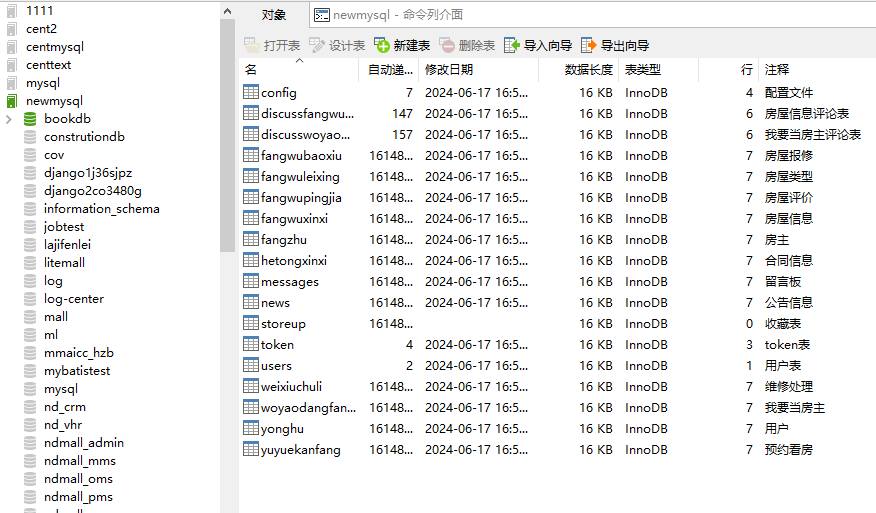 1111
cent2
centmysql
centtext
mysql
newmysql
bookdb
construtiondb
cov
django1j36sjpz
django2co3480g
information_schema
jobtest
lajifenlei
litemall
log
log-center
mall
ml
mmaicc_hzb
mybatistest
mysql
nd_crm
nd_vhr
ndmall_admin
ndmall_mms
ndmall_oms
ndmall_pms
对象 newmysql - 命令列介面
打开表 设计表 新建表 删除表 导入向导 导出向导
名 自动递... 修改日期 数据长度 表类型 行 注释
config 7 2024-06-17 16:5... 16 KB InnoDB 4 配置文件
discussfangwu... 147 2024-06-17 16:5... 16 KB InnoDB 6 房屋信息评论表
discusswoyao... 157 2024-06-17 16:5... 16 KB InnoDB 6 我要当房主评论表
fangwubaoxiu 16148... 2024-06-17 16:5... 16 KB InnoDB 7 房屋报修
fangwuleixing 16148... 2024-06-17 16:5... 16 KB InnoDB 7 房屋类型
fangwupingjia 16148... 2024-06-17 16:5... 16 KB InnoDB 7 房屋评价
fangwuxinxi 16148... 2024-06-17 16:5... 16 KB InnoDB 7 房屋信息
fangzhu 16148... 2024-06-17 16:5... 16 KB InnoDB 7 房主
hetongxinxi 16148... 2024-06-17 16:5... 16 KB InnoDB 7 合同信息
messages 16148... 2024-06-17 16:5... 16 KB InnoDB 7 留言板
news 16148... 2024-06-17 16:5... 16 KB InnoDB 7 公告信息
storeup 16148... 16 KB InnoDB 0 收藏表
token 4 2024-06-17 16:5... 16 KB InnoDB 3 token表
users 2 2024-06-17 16:5... 16 KB InnoDB 1 用户表
weixiuchuli 16148... 2024-06-17 16:5... 16 KB InnoDB 7 维修处理
woyaodangfan... 16148... 2024-06-17 16:5... 16 KB InnoDB 7 我要当房主
yonghu 16148... 2024-06-17 16:5... 16 KB InnoDB 7 用户
yuyuekanfang 16148... 2024-06-17 16:5... 16 KB InnoDB 7 预约看房